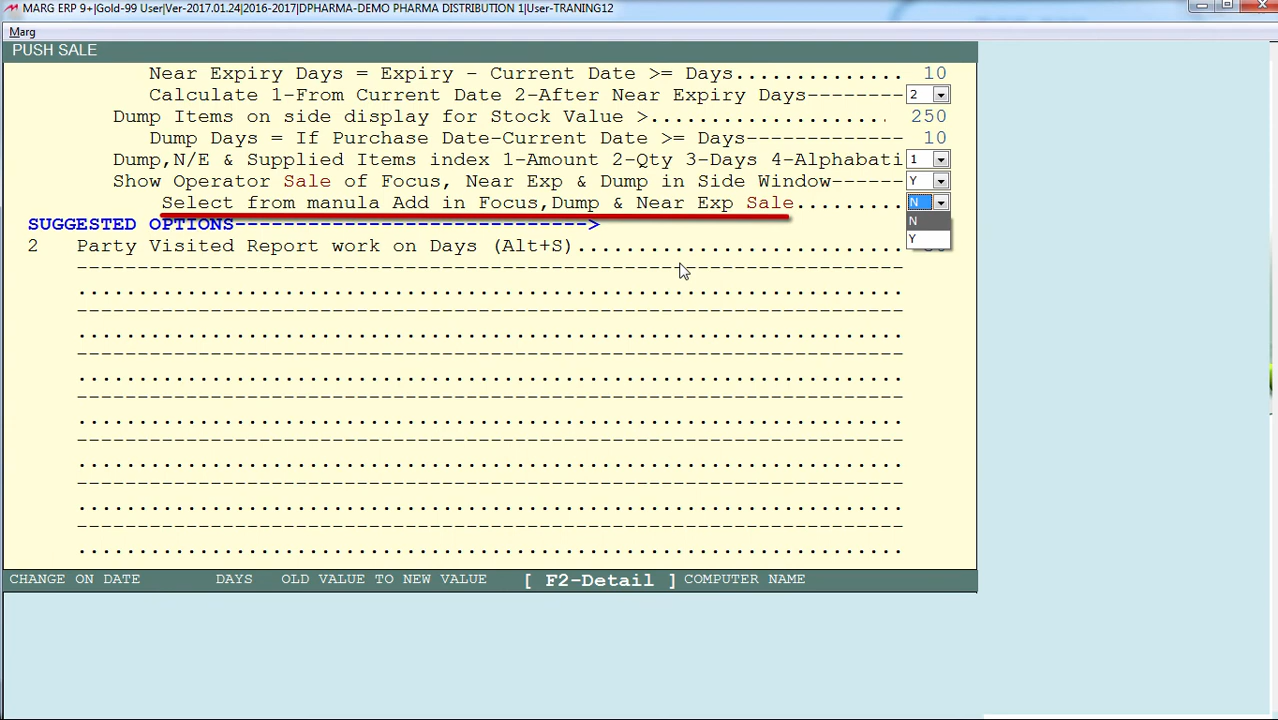 MARG ERP 9+|Gold-99 User|Ver-2017.01.24|2016-2017|DPHARMA-DEMO PHARMA DISTRIBUTION 1|User-TRANING12
Marg
PUSH SALE
Near Expiry Days = Expiry - Current Date >= Days.............. 10
Calculate 1-From Current Date 2-After Near Expiry Days-------- 2
Dump Items on side display for Stock Value >.................... 250
Dump Days = If Purchase Date-Current Date >= Days------------- 10
Dump,N/E & Supplied Items index 1-Amount 2-Qty 3-Days 4-Alphabati 1
Show Operator Sale of Focus, Near Exp & Dump in Side Window------ Y
Select from manula Add in Focus,Dump & Near Exp Sale......... N
N
Y
SUGGESTED OPTIONS----------------------------->
2 Party Visited Report work on Days (Alt+S)...........................
CHANGE ON DATE DAYS OLD VALUE TO NEW VALUE [ F2-Detail ] COMPUTER NAME